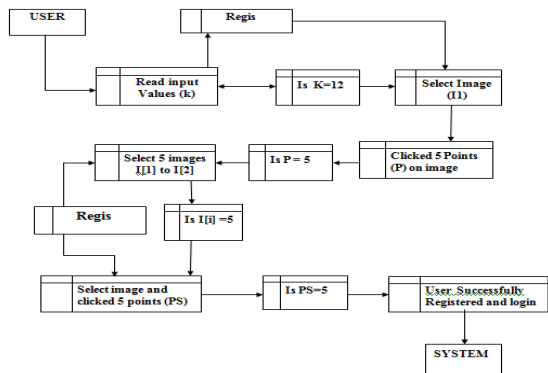 USER
Regis
Read input
Values (k)
Is K=12
Select Image
(I1)
Select 5 images
I[1] to I[2]
Is P = 5
Clicked 5 Points
(P) on image
Regis
Is I[i] =5
Select image and
clicked 5 points (PS)
Is PS=5
User Successfully
Registered and login
SYSTEM